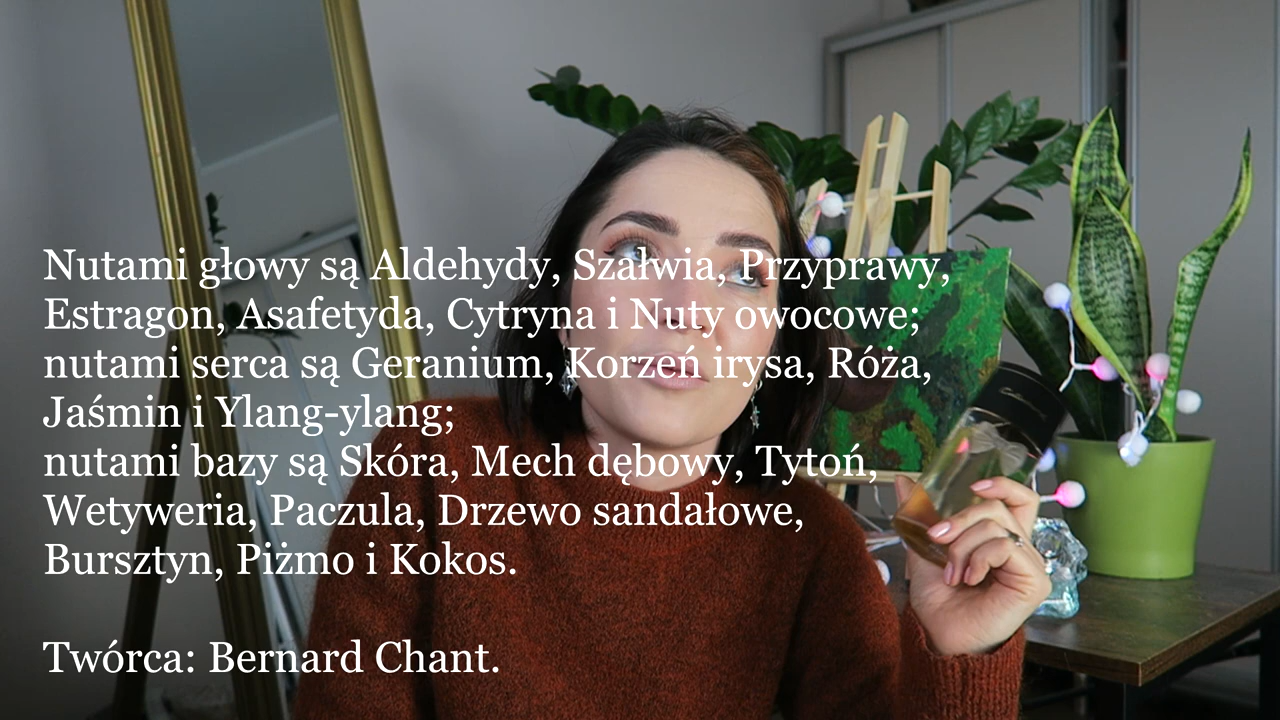 Nutami głowy są Aldehydy, Szałwia, Przyprawy,
Estragon, Asafetyda, Cytryna i Nuty owocowe;
nutami serca są Geranium, Korzeń irysa, Róża,
Jaśmin i Ylang-ylang;
nutami bazy są Skóra, Mech dębowy, Tytoń,
Wetyweria, Paczula, Drzewo sandałowe,
Bursztyn, Piżmo i Kokos.
Twórca: Bernard Chant.